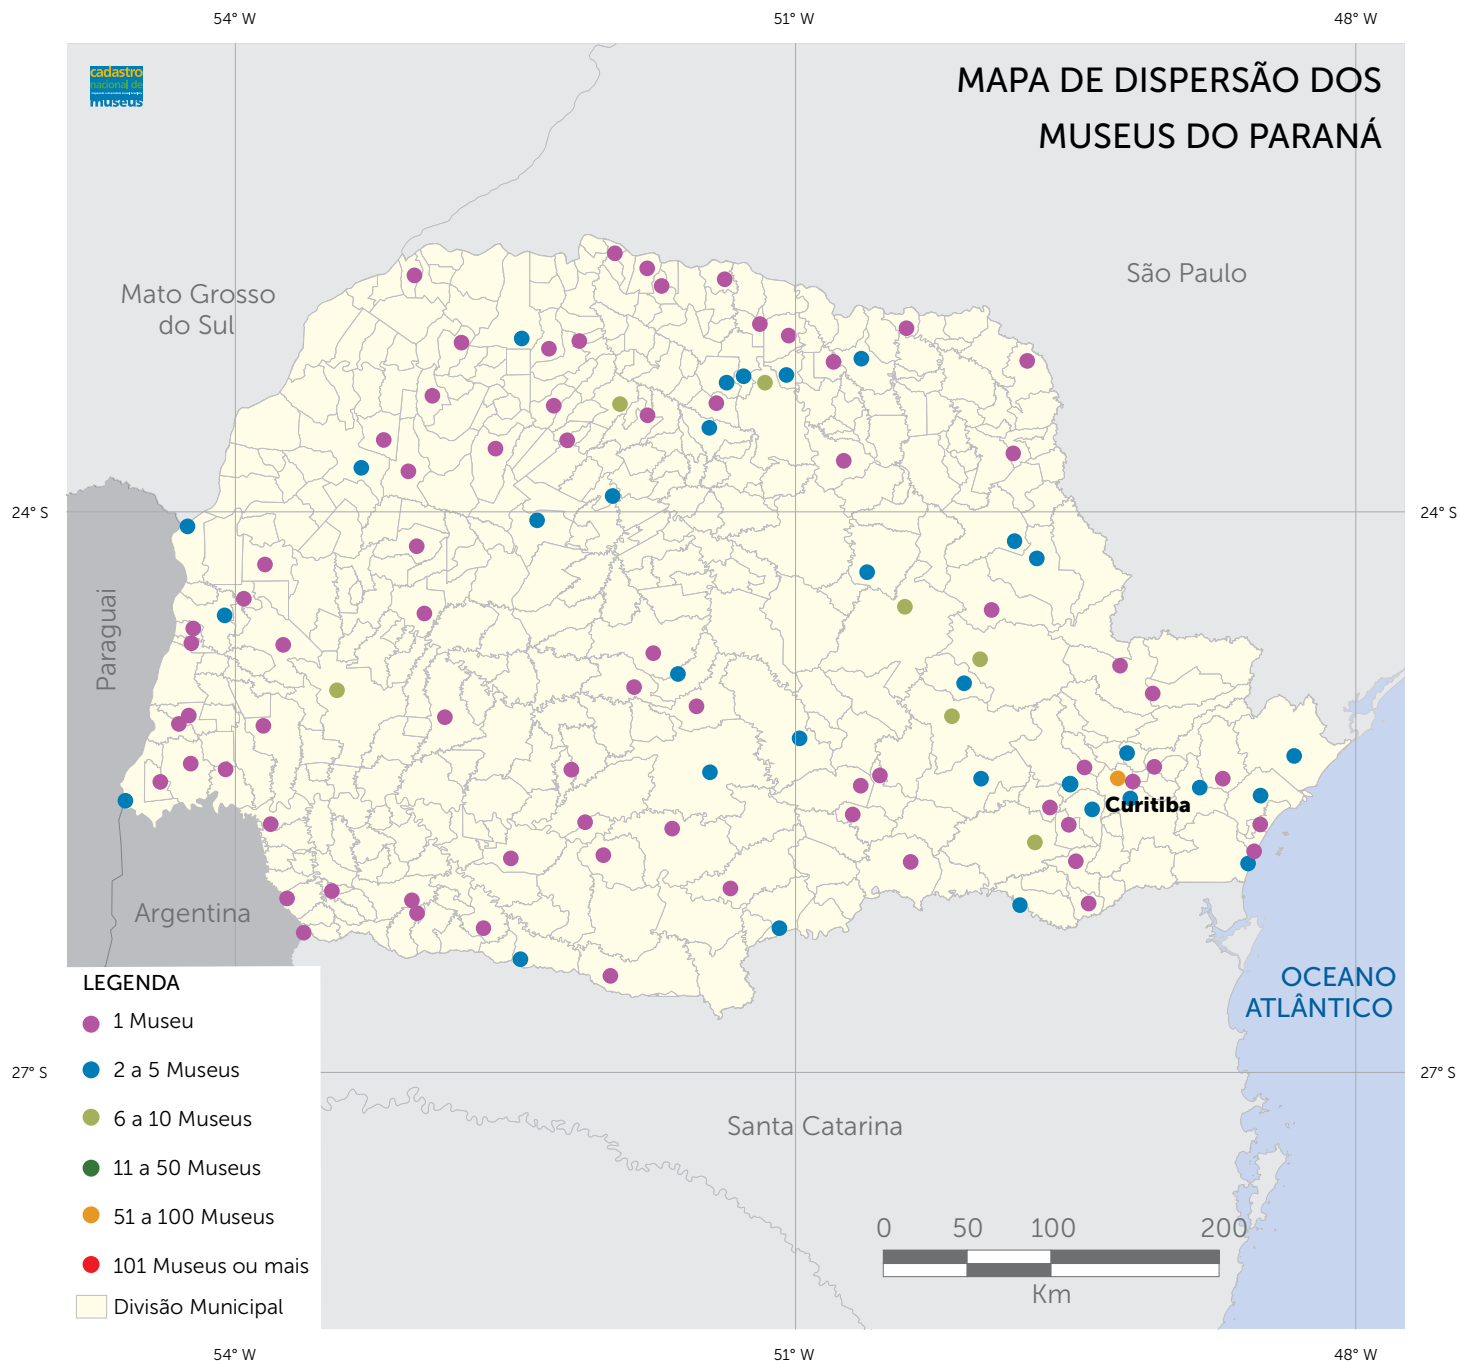 54° W
51° W
48° W
cadastro
nacional de
museus
MAPA DE DISPERSÃO DOS
MUSEUS DO PARANÁ
Mato Grosso
do Sul
São Paulo
24° S
24° S
Paraguai
Curitiba
Argentina
OCEANO
ATLÂNTICO
LEGENDA
1 Museu
2 a 5 Museus
6 a 10 Museus
11 a 50 Museus
51 a 100 Museus
101 Museus ou mais
Divisão Municipal
27° S
27° S
Santa Catarina
0 50 100 200
Km
54° W
51° W
48° W